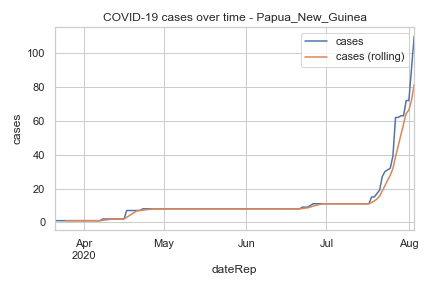 COVID-19 cases over time - Papua_New_Guinea
cases
cases (rolling)
cases
100
80
60
40
20
0
Apr May Jun Jul Aug
2020
dateRep